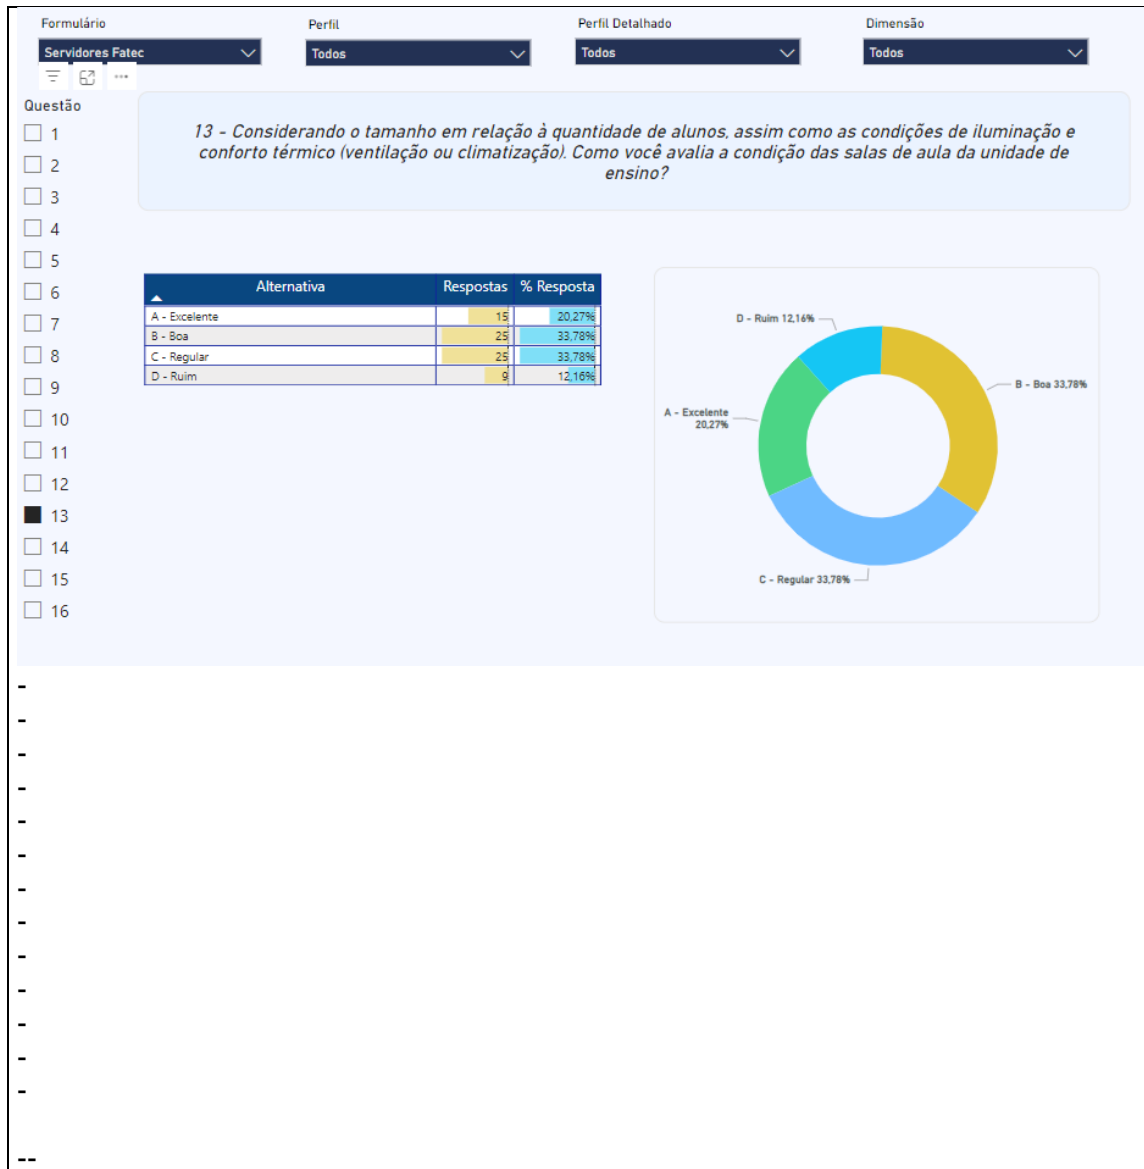 Formulário Perfil Perfil Detalhado Dimensão
Servidores Fatec Todos Todos Todos
Questão
1
2
3
4
5
6
7
8
9
10
11
12
13
14
15
16
13 - Considerando o tamanho em relação à quantidade de alunos, assim como as condições de iluminação e
conforto térmico (ventilação ou climatização). Como você avalia a condição das salas de aula da unidade de
ensino?
Alternativa Respostas % Resposta
A - Excelente 15 20,27%
B - Boa 25 33,78%
C - Regular 25 33,78%
D - Ruim 9 12,16%
D - Ruim 12,16%
B - Boa 33,78%
A - Excelente
20,27%
C - Regular 33,78%
-
-
-
-
-
-
-
-
-
-
-
-
-
--